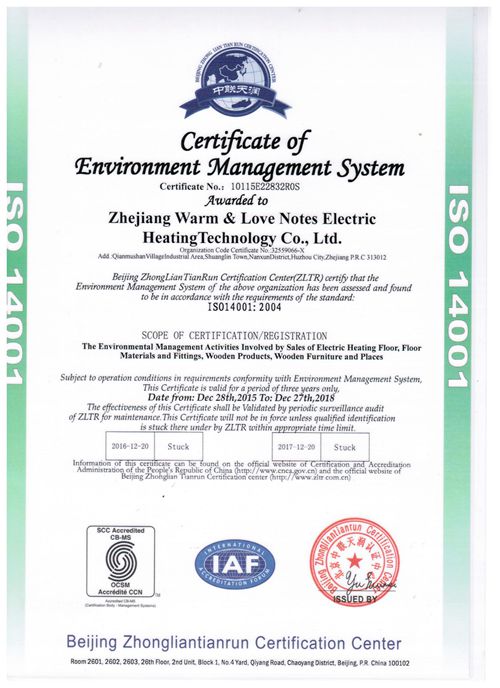 BEIJING ZHONG LIAN TIAN RUN CERTIFICATION CENTER
中联天润
Certificate of
Environment Management System
Certificate No.: 10115E22832R0S
Awarded to
Zhejiang Warm & Love Notes Electric
HeatingTechnology Co., Ltd.
Organization Code Certificate No.:32559066-X
Add :QianmushanVillageIndustrial Area,Shuanglin Town,NanxunDistrict,Huzhou City,Zhejiang P.R.C 313012
Beijing ZhongLianTianRun Certification Center(ZLTR) certify that the
Environment Management System of the above organization has been assessed and found
to be in accordance with the requirements of the standard:
ISO14001: 2004
SCOPE OF CERTIFICATION/REGISTRATION
The Environmental Management Activities Involved by Sales of Electric Heating Floor, Floor
Materials and Fittings, Wooden Products, Wooden Furniture and Places
Subject to operation conditions in requirements conformity with Environment Management System,
This Certificate is valid for a period of three years only,
Date from: Dec 28th,2015 To: Dec 27th,2018
The effectiveness of this Certificate shall be Validated by periodic surveillance audit
of ZLTR for maintenance.This Certificate will not be in force unless qualified identification
is stuck there under by ZLTR within appropriate time limit.
2016-12-20 Stuck 2017-12-20 Stuck
Information of this certificate can be found on the official website of Certification and Accreditation
Administration of the People's Republic of China (http://www.cnca.gov.cn) and the official website of
Beijing Zhonglian Tianrun Certification center (http://www.zltr.com.cn)
ISO 14001
ISO 14001
SCC Accredited
CB-MS
OCSM
Accrédité CCN
TM
Accredited CB-MS
(Certification Body - Management Systems)
INTERNATIONAL
IAF
ACCREDITATION FORUM
Beijing Zhongliantianrun Certification Center
北京中联天润认证中心
ISSUED BY
Beijing Zhongliantianrun Certification Center
Room 2601, 2602, 2603, 26th Floor, 2nd Unit, Block 1, No.4 Yard, Qiyang Road, Chaoyang District, Beijing, P.R. China 100102